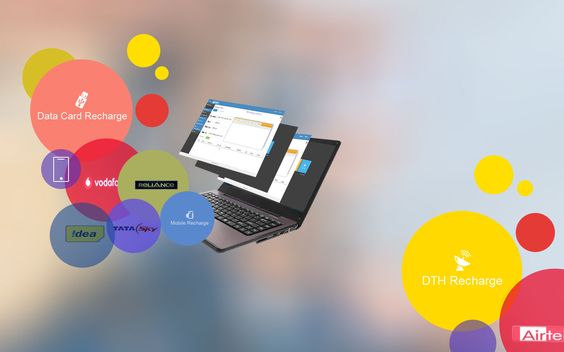 Data Card Recharge
vodafo
RELIANCE
!dea
TATA Sky
Mobile Recharge
DTH Recharge
Airte